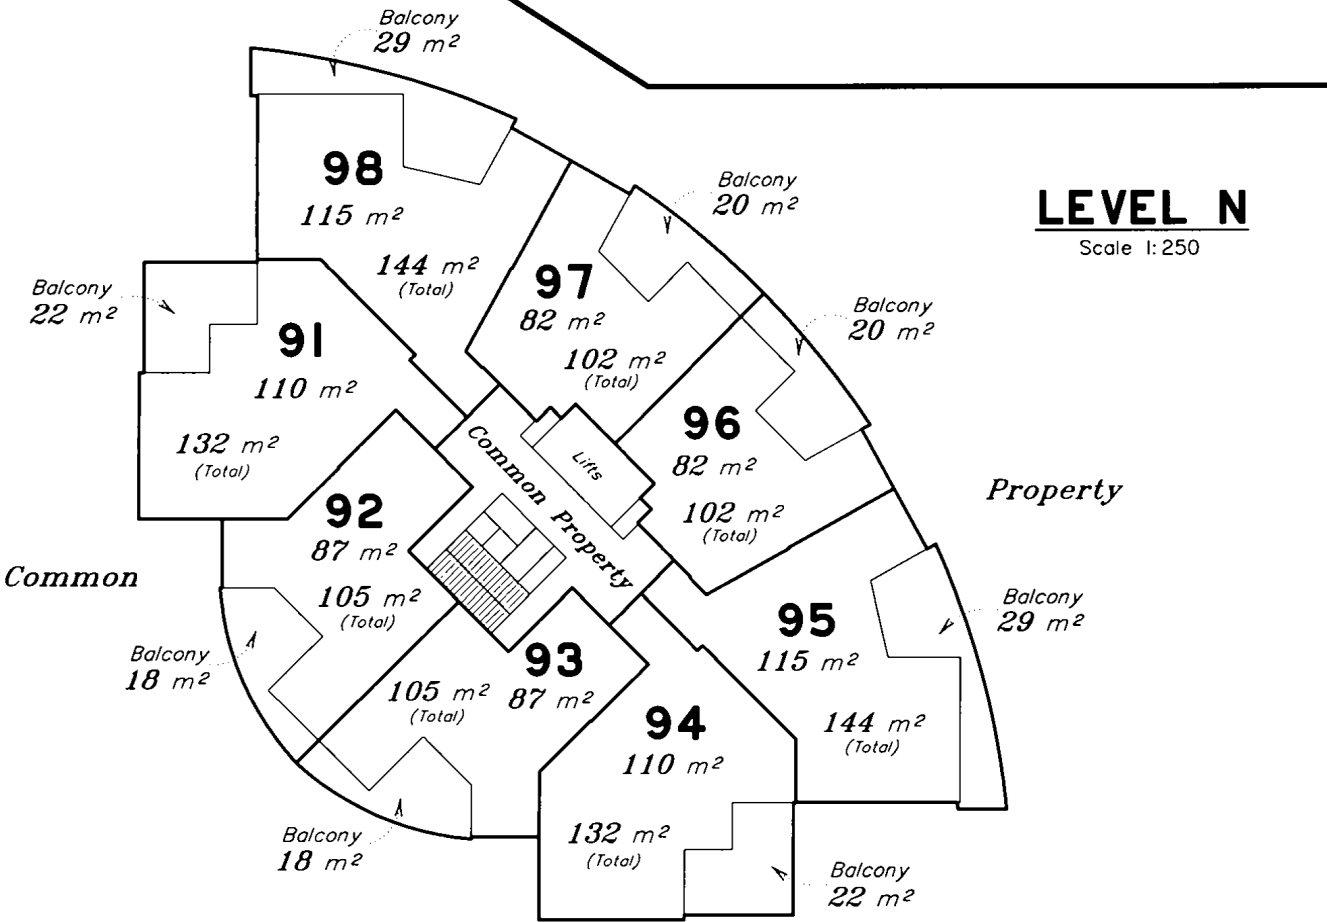 Balcony
29 m²
98
115 m²
144 m²
(Total)
Balcony
20 m²
LEVEL N
Scale 1:250
97
82 m²
102 m²
(Total)
Balcony
20 m²
Balcony
22 m²
91
110 m²
132 m²
(Total)
96
82 m²
102 m²
(Total)
Lifts
Common Property
Property
92
87 m²
105 m²
(Total)
Common
Balcony
18 m²
95
115 m²
144 m²
(Total)
Balcony
29 m²
93
87 m²
105 m²
(Total)
94
110 m²
132 m²
(Total)
Balcony
18 m²
Balcony
22 m²